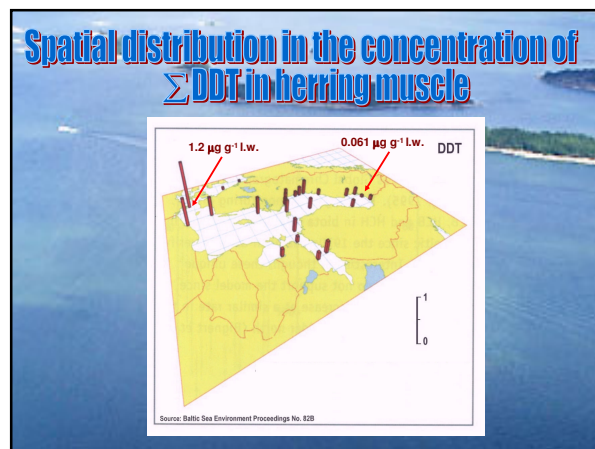 Spatial distribution in the concentration of
∑DDT in herring muscle
1.2 μg g⁻¹ l.w.
0.061 μg g⁻¹ l.w.
DDT
1
0
Source: Baltic Sea Environment Proceedings No. 82B